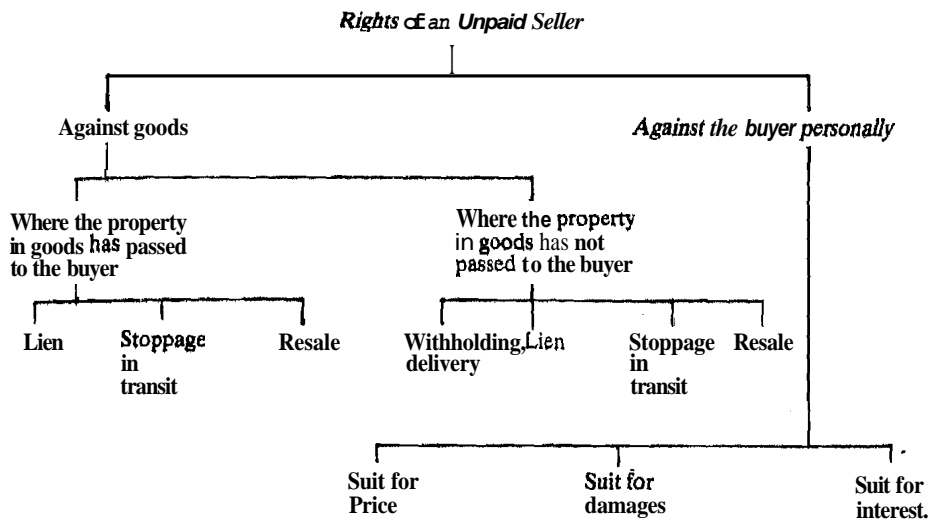 Rights of an Unpaid Seller
Against goods
Against the buyer personally
Where the property
in goods has passed
to the buyer
Where the property
in goods has not
passed to the buyer
Lien
Stoppage
in
transit
Resale
Withholding,
delivery
Lien
Stoppage
in
transit
Resale
Suit for
Price
Suit for
damages
Suit for
interest.